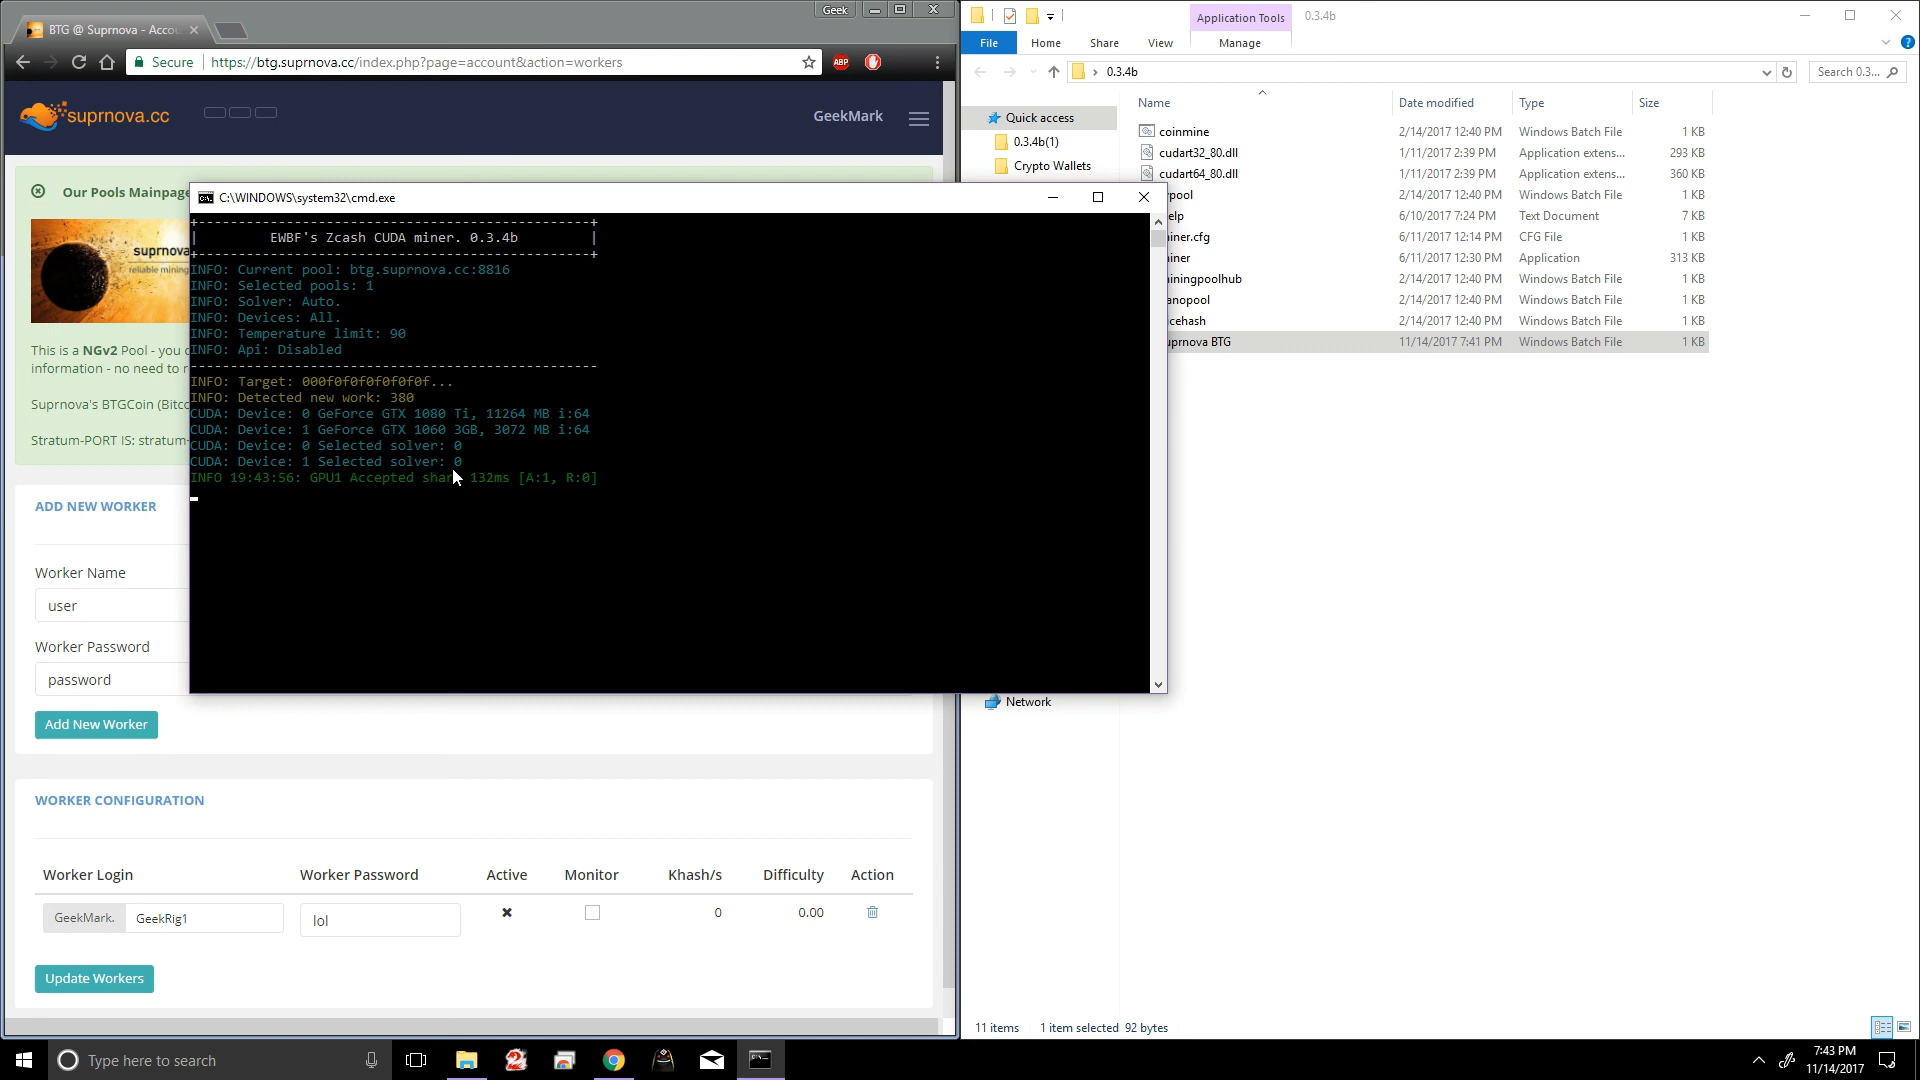 Geek
BTG @ Suprnova - Accou
Secure
https://btg.suprnova.cc/index.php?page=account&action=workers
ABP
suprnova.cc
GeekMark
Our Pools Mainpage
suprnova
reliable mining
This is a NGv2 Pool - you
information - no need to r
Suprnova's BTGCoin (Bitc
Stratum-PORT IS: stratum-
ADD NEW WORKER
Worker Name
user
Worker Password
password
Add New Worker
WORKER CONFIGURATION
Worker Login Worker Password Active Monitor Khash/s Difficulty Action
GeekMark. GeekRig1 lol 0 0.00
Update Workers
C:\WINDOWS\system32\cmd.exe
+--------------------------------------------------+
| EWBF's Zcash CUDA miner. 0.3.4b |
+--------------------------------------------------+
INFO: Current pool: btg.suprnova.cc:8816
INFO: Selected pools: 1
INFO: Solver: Auto.
INFO: Devices: All.
INFO: Temperature limit: 90
INFO: Api: Disabled
---------------------------------------------------
INFO: Target: 000f0f0f0f0f0f0f...
INFO: Detected new work: 380
CUDA: Device: 0 GeForce GTX 1080 Ti, 11264 MB i:64
CUDA: Device: 1 GeForce GTX 1060 3GB, 3072 MB i:64
CUDA: Device: 0 Selected solver: 0
CUDA: Device: 1 Selected solver: 0
INFO 19:43:56: GPU1 Accepted shar 132ms [A:1, R:0]
Application Tools
0.3.4b
File Home Share View Manage
0.3.4b
Search 0.3...
Quick access
0.3.4b(1)
Crypto Wallets
Network
Name Date modified Type Size
coinmine 2/14/2017 12:40 PM Windows Batch File 1 KB
cudart32_80.dll 1/11/2017 2:39 PM Application extens... 293 KB
cudart64_80.dll 1/11/2017 2:39 PM Application extens... 360 KB
pool 2/14/2017 12:40 PM Windows Batch File 1 KB
elp 6/10/2017 7:24 PM Text Document 7 KB
iner.cfg 6/11/2017 12:14 PM CFG File 1 KB
iner 6/11/2017 12:30 PM Application 313 KB
iningpoolhub 2/14/2017 12:40 PM Windows Batch File 1 KB
anopool 2/14/2017 12:40 PM Windows Batch File 1 KB
cehash 2/14/2017 12:40 PM Windows Batch File 1 KB
uprnova BTG 11/14/2017 7:41 PM Windows Batch File 1 KB
11 items 1 item selected 92 bytes
Type here to search
7:43 PM
11/14/2017